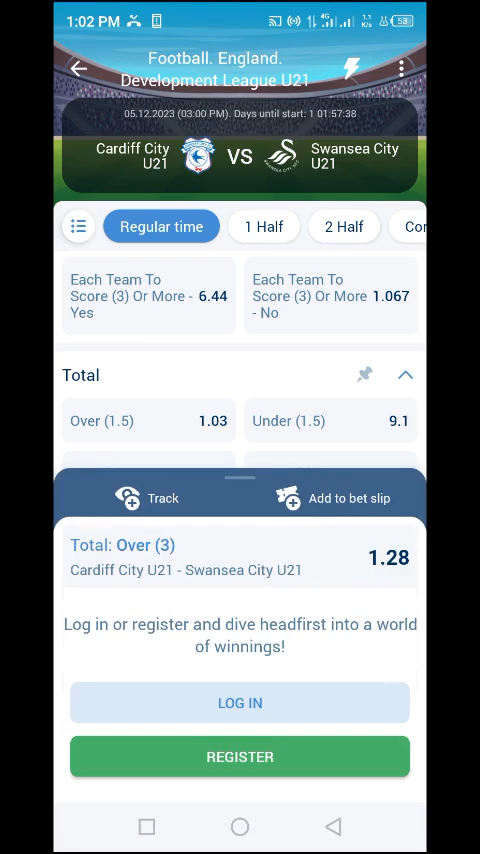 1:02 PM
4G
1.1
K/s
53
Football. England.
Development League U21
05.12.2023 (03:00 PM). Days until start: 1 01:57:38
Cardiff City
U21
VS
Swansea City
U21
Regular time
1 Half
2 Half
Cor
Each Team To
Score (3) Or More -
Yes
6.44
Each Team To
Score (3) Or More
- No
1.067
Total
Over (1.5)
1.03
Under (1.5)
9.1
Track
Add to bet slip
Total: Over (3)
1.28
Cardiff City U21 - Swansea City U21
Log in or register and dive headfirst into a world
of winnings!
LOG IN
REGISTER